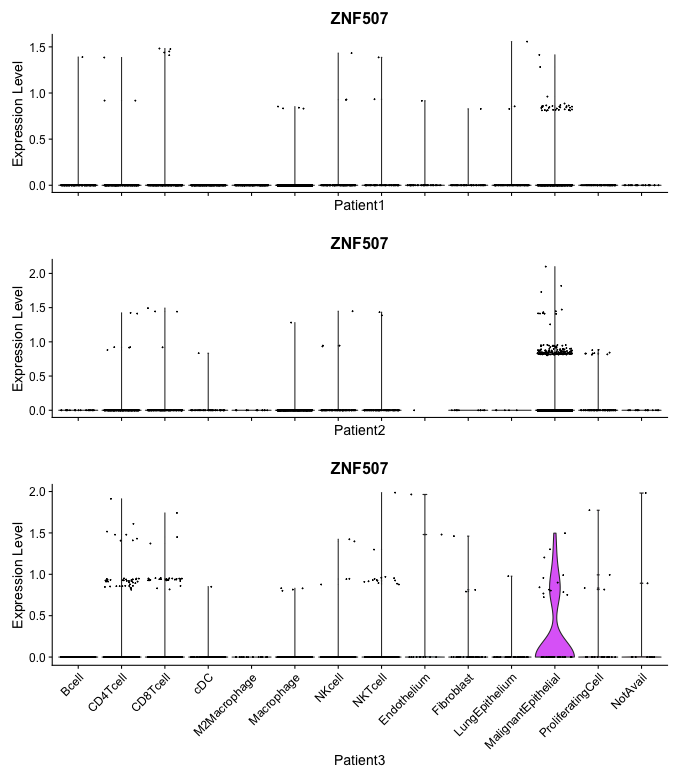 ZNF507
Expression Level
1.5
1.0
0.5
0.0
Patient1
ZNF507
Expression Level
2.0
1.5
1.0
0.5
0.0
Patient2
ZNF507
Expression Level
2.0
1.5
1.0
0.5
0.0
Bcell
CD4Tcell
CD8Tcell
cDC
M2Macrophage
Macrophage
NKcell
NKTcell
Endothelium
Fibroblast
LungEpithelium
MalignantEpithelial
ProliferatingCell
NotAvail
Patient3